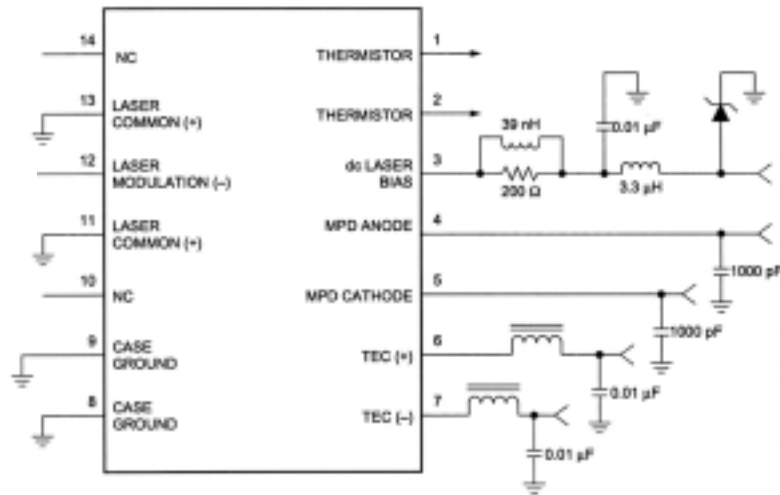 14
NC
13
LASER
COMMON (+)
12
LASER
MODULATION (–)
11
LASER
COMMON (+)
10
NC
9
CASE
GROUND
8
CASE
GROUND
1
THERMISTOR
2
THERMISTOR
3
dc LASER
BIAS
4
MPD ANODE
5
MPD CATHODE
6
TEC (+)
7
TEC (–)
39 nH
200 Ω
0.01 µF
3.3 µH
1000 pF
1000 pF
0.01 µF
0.01 µF